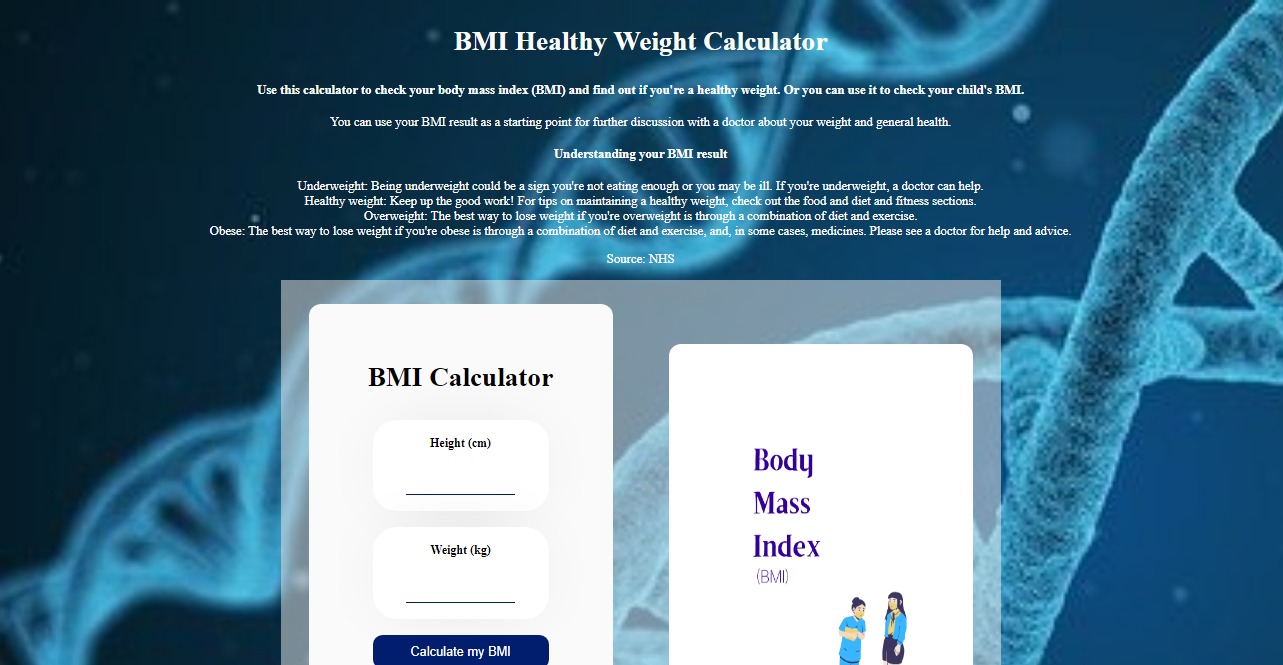 BMI Healthy Weight Calculator
Use this calculator to check your body mass index (BMI) and find out if you're a healthy weight. Or you can use it to check your child's BMI.
You can use your BMI result as a starting point for further discussion with a doctor about your weight and general health.
Understanding your BMI result
Underweight: Being underweight could be a sign you're not eating enough or you may be ill. If you're underweight, a doctor can help.
Healthy weight: Keep up the good work! For tips on maintaining a healthy weight, check out the food and diet and fitness sections.
Overweight: The best way to lose weight if you're overweight is through a combination of diet and exercise.
Obese: The best way to lose weight if you're obese is through a combination of diet and exercise, and, in some cases, medicines. Please see a doctor for help and advice.
Source: NHS
BMI Calculator
Height (cm)
Weight (kg)
Calculate my BMI
Body
Mass
Index
(BMI)